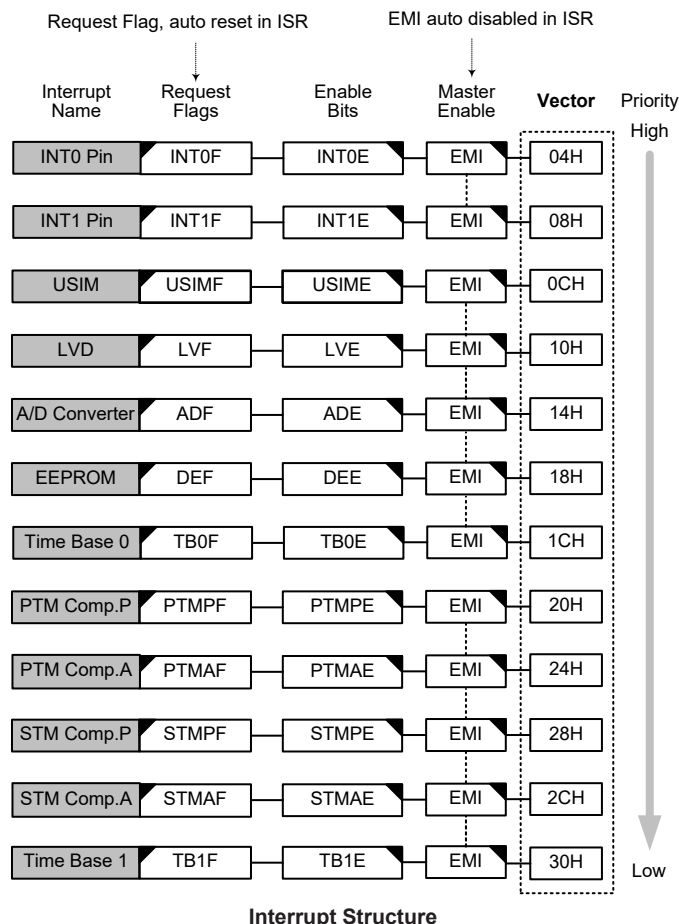 Request Flag, auto reset in ISR EMI auto disabled in ISR
Interrupt Name Request Flags Enable Bits Master Enable Vector Priority
High
INT0 Pin INT0F INT0E EMI 04H
INT1 Pin INT1F INT1E EMI 08H
USIM USIMF USIME EMI 0CH
LVD LVF LVE EMI 10H
A/D Converter ADF ADE EMI 14H
EEPROM DEF DEE EMI 18H
Time Base 0 TB0F TB0E EMI 1CH
PTM Comp.P PTMPF PTMPE EMI 20H
PTM Comp.A PTMAF PTMAE EMI 24H
STM Comp.P STMPF STMPE EMI 28H
STM Comp.A STMAF STMAE EMI 2CH
Time Base 1 TB1F TB1E EMI 30H
Low
Interrupt Structure